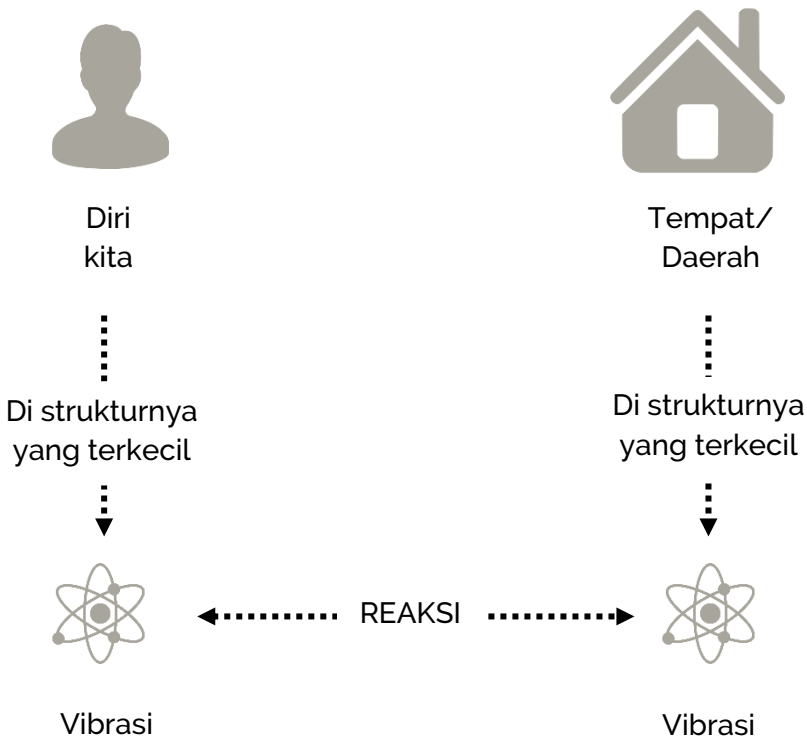 Diri
kita
Tempat/
Daerah
Di strukturnya
yang terkecil
Di strukturnya
yang terkecil
REAKSI
Vibrasi
Vibrasi